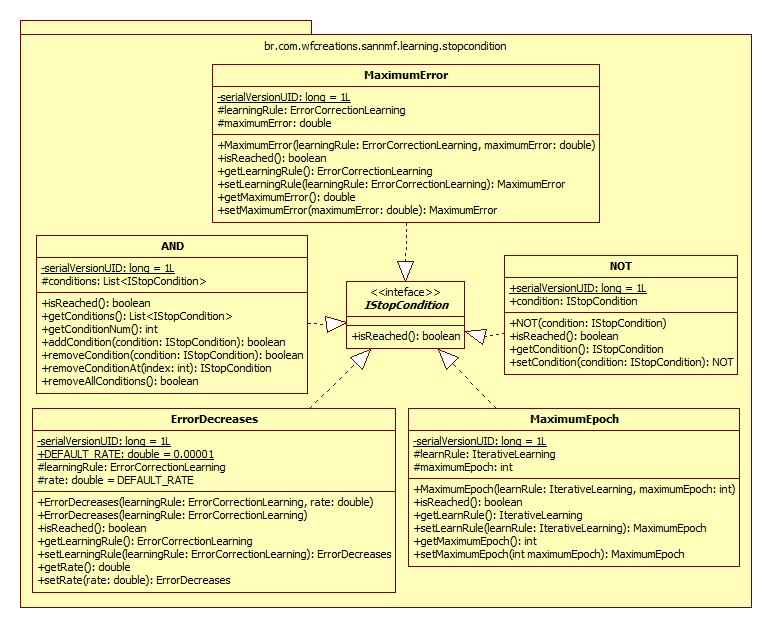 br.com.wfcreations.sannmf.learning.stopcondition
MaximumError
-serialVersionUID: long = 1L
#learningRule: ErrorCorrectionLearning
#maximumError: double
+MaximumError(learningRule: ErrorCorrectionLearning, maximumError: double)
+isReached(): boolean
+getLearningRule(): ErrorCorrectionLearning
+setLearningRule(learningRule: ErrorCorrectionLearning): MaximumError
+getMaximumError(): double
+setMaximumError(maximumError: double): MaximumError
AND
-serialVersionUID: long = 1L
#conditions: List<IStopCondition>
+isReached(): boolean
+getConditions(): List<IStopCondition>
+getConditionNum(): int
+addCondition(condition: IStopCondition): boolean
+removeCondition(condition: IStopCondition): boolean
+removeConditionAt(index: int): IStopCondition
+removeAllConditions(): boolean
<<inteface>>
IStopCondition
+isReached(): boolean
NOT
+serialVersionUID: long = 1L
+condition: IStopCondition
+NOT(condition: IStopCondition)
+isReached(): boolean
+getCondition(): IStopCondition
+setCondition(condition: IStopCondition): NOT
ErrorDecreases
-serialVersionUID: long = 1L
+DEFAULT_RATE: double = 0.00001
#learningRule: ErrorCorrectionLearning
#rate: double = DEFAULT_RATE
+ErrorDecreases(learningRule: ErrorCorrectionLearning, rate: double)
+ErrorDecreases(learningRule: ErrorCorrectionLearning)
+isReached(): boolean
+getLearningRule(): ErrorCorrectionLearning
+setLearningRule(learningRule: ErrorCorrectionLearning): ErrorDecreases
+getRate(): double
+setRate(rate: double): ErrorDecreases
MaximumEpoch
-serialVersionUID: long = 1L
#learnRule: IterativeLearning
#maximumEpoch: int
+MaximumEpoch(learnRule: IterativeLearning, maximumEpoch: int)
+isReached(): boolean
+getLearnRule(): IterativeLearning
+setLearnRule(learnRule: IterativeLearning): MaximumEpoch
+getMaximumEpoch(): int
+setMaximumEpoch(int maximumEpoch): MaximumEpoch